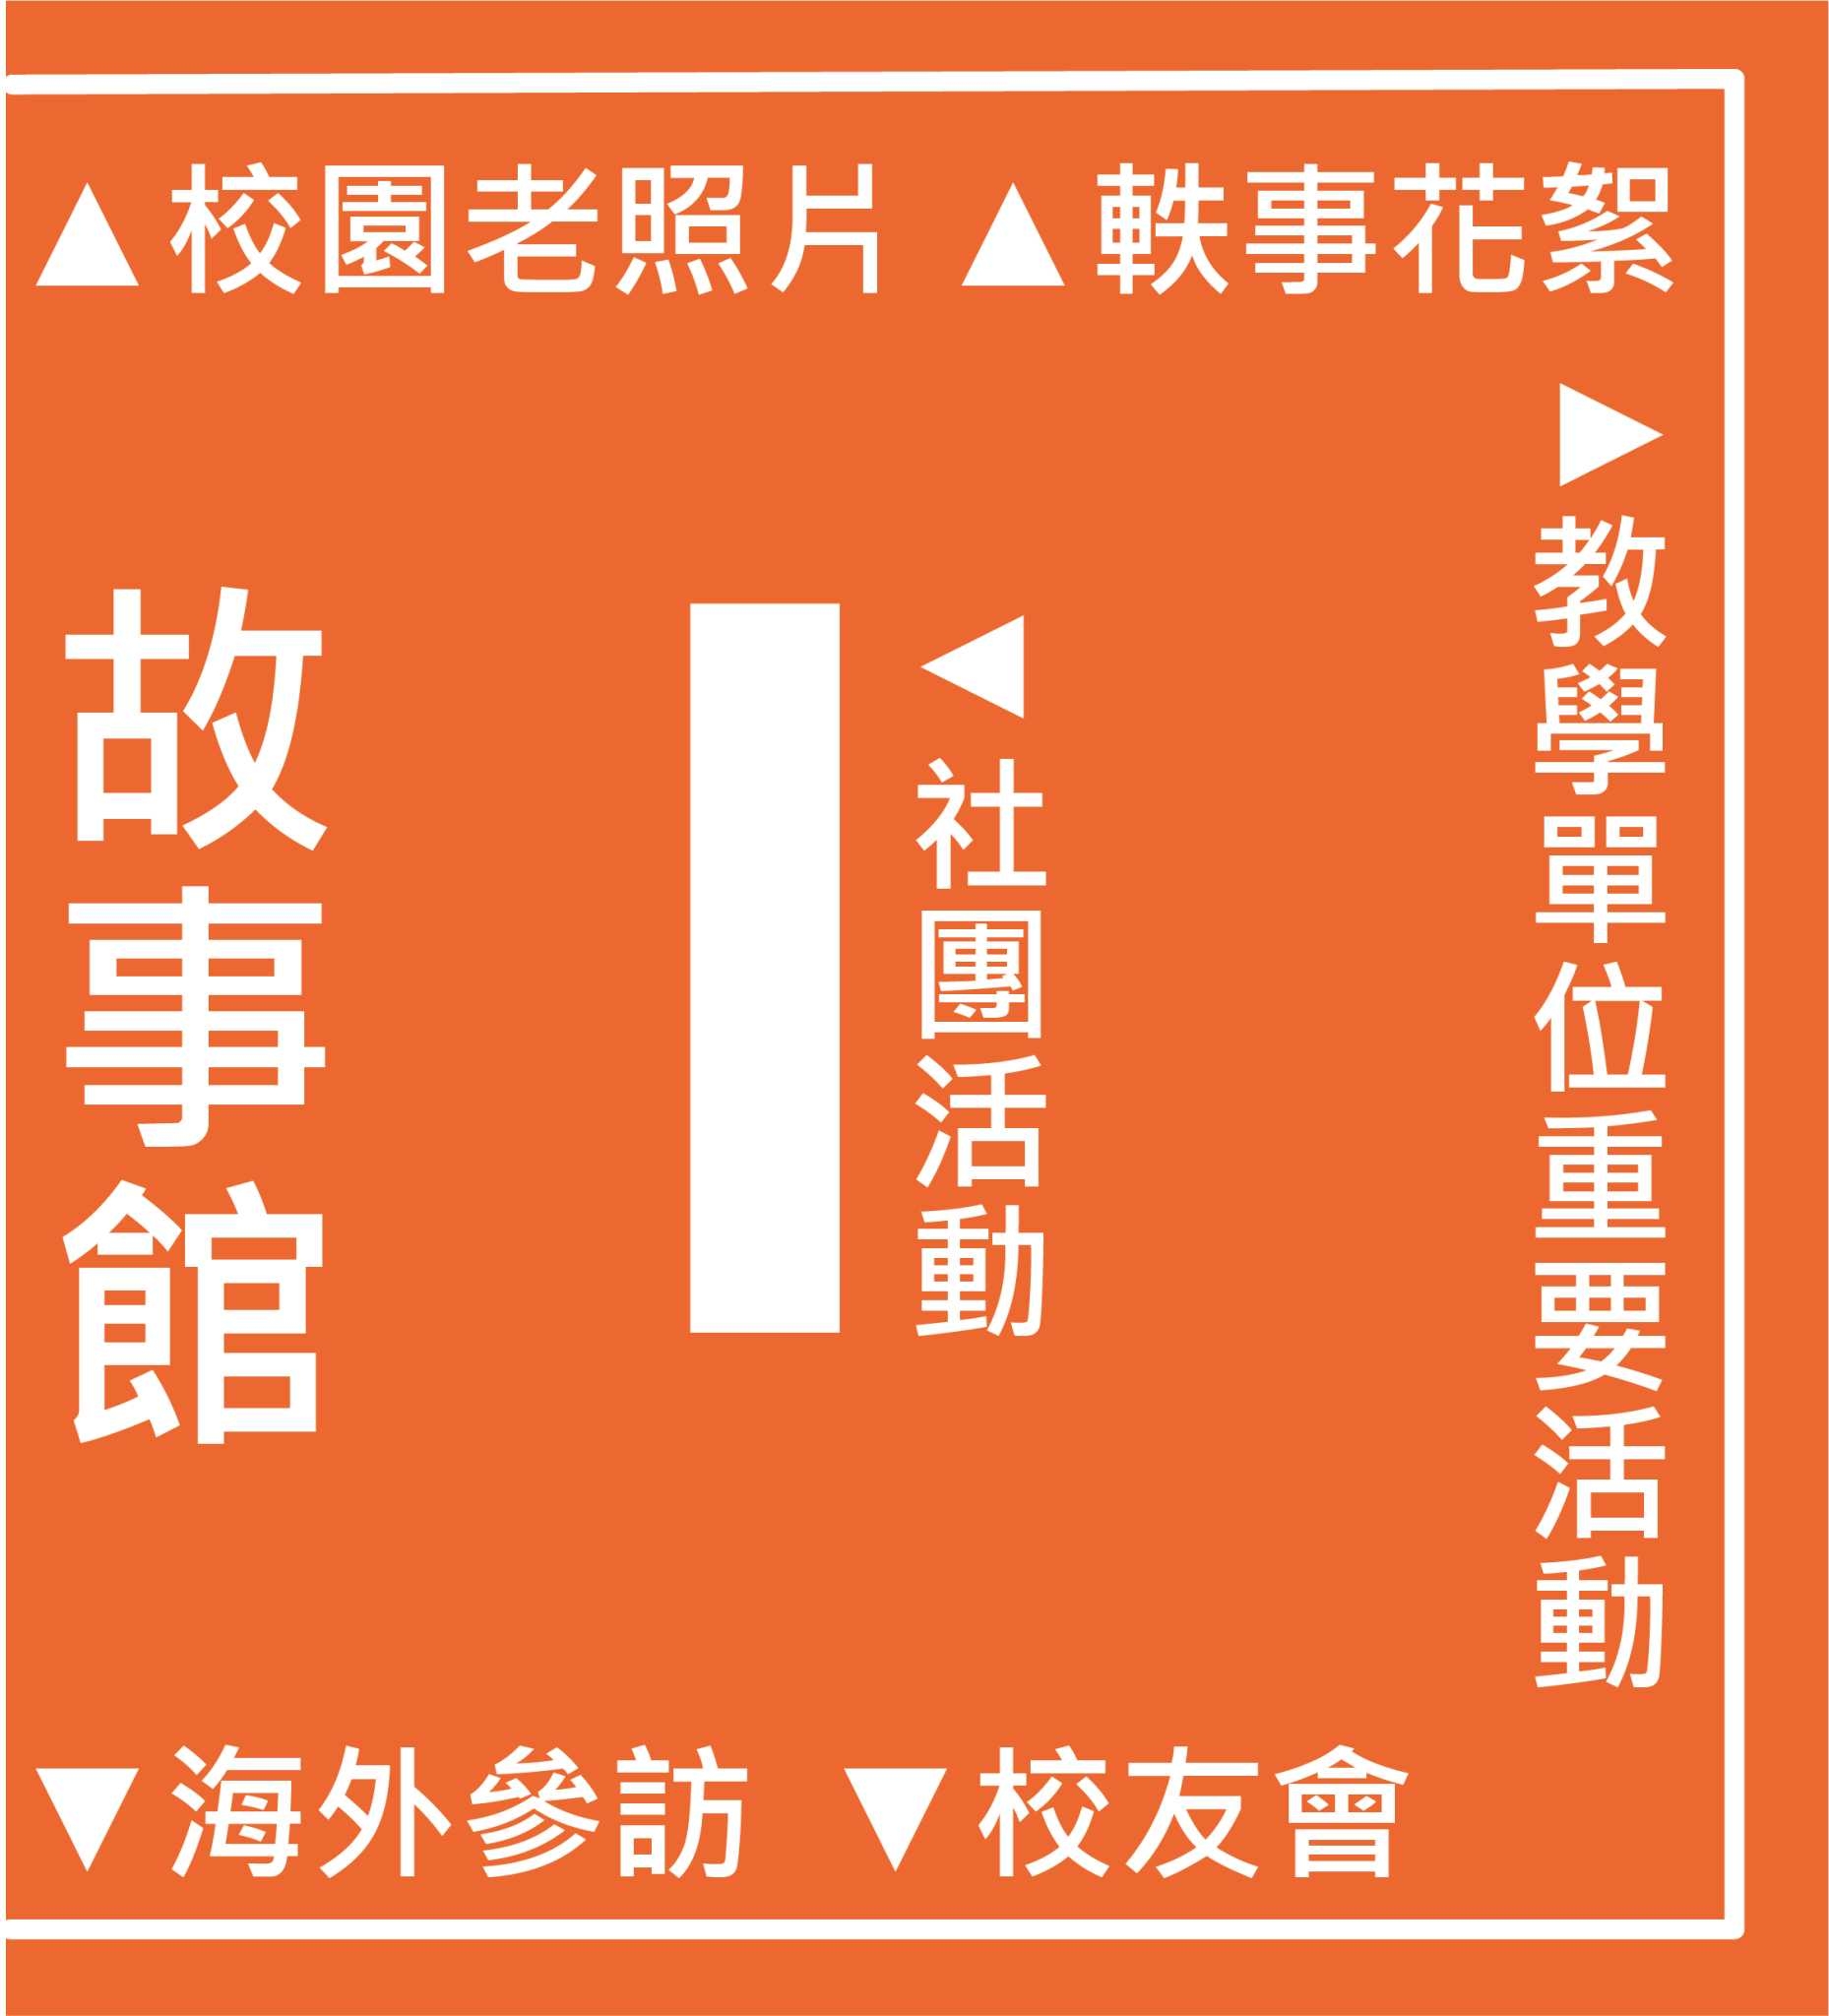 ▲校園老照片 ▲軼事花絮
▶教學單位重要活動
◀社團活動
故事館
▼海外參訪 ▼校友會